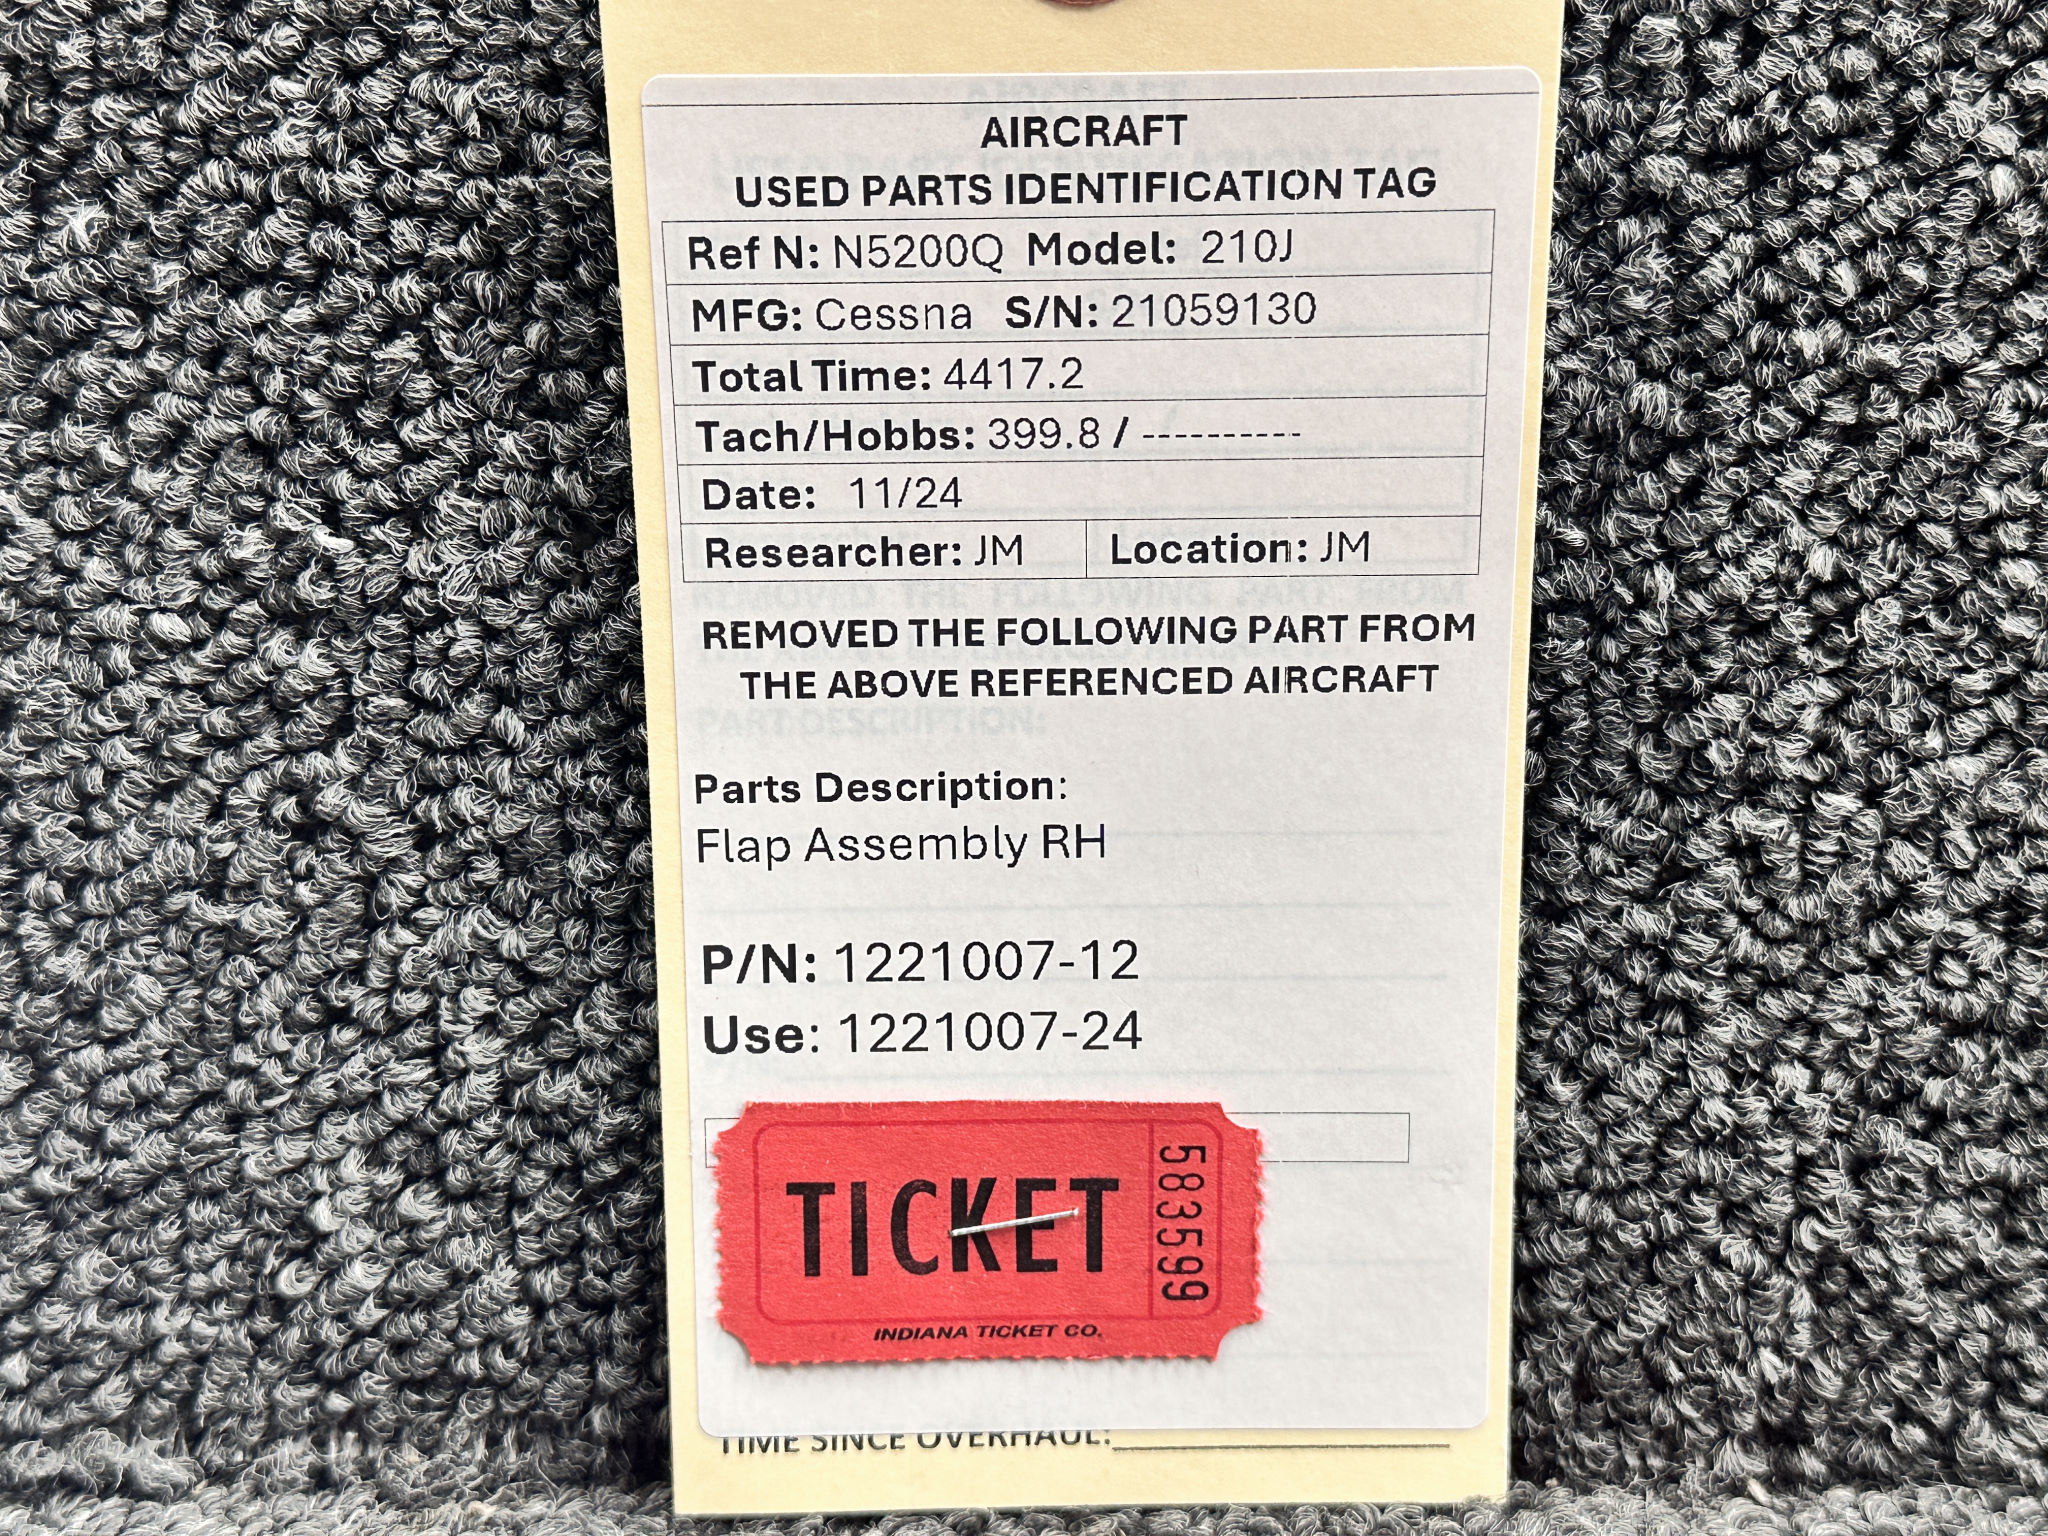 AIRCRAFT
USED PARTS IDENTIFICATION TAG
Ref N: N5200Q Model: 210J
MFG: Cessna S/N: 21059130
Total Time: 4417.2
Tach/Hobbs: 399.8 / ----------
Date: 11/24
Researcher: JM Location: JM
REMOVED THE FOLLOWING PART FROM
THE ABOVE REFERENCED AIRCRAFT
PART DESCRIPTION:
Parts Description:
Flap Assembly RH
P/N: 1221007-12
Use: 1221007-24
TICKET
583599
INDIANA TICKET CO.
TIME SINCE OVERHAUL: